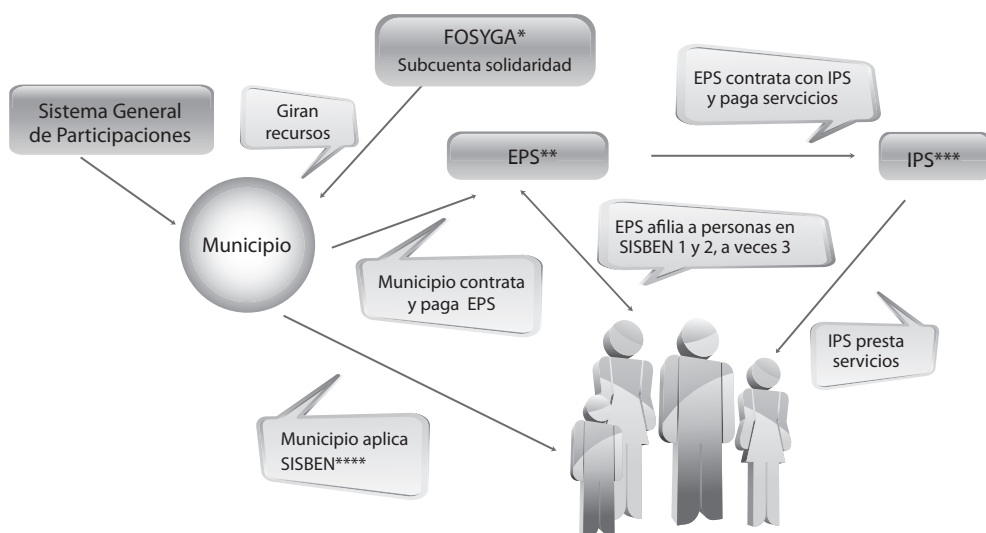 FOSYGA*
Subcuenta solidaridad
Sistema General
de Participaciones
Giran
recursos
EPS contrata con IPS
y paga servcicios
EPS**
IPS***
Municipio
EPS afilia a personas en
SISBEN 1 y 2, a veces 3
Municipio contrata
y paga EPS
IPS presta
servicios
Municipio aplica
SISBEN****